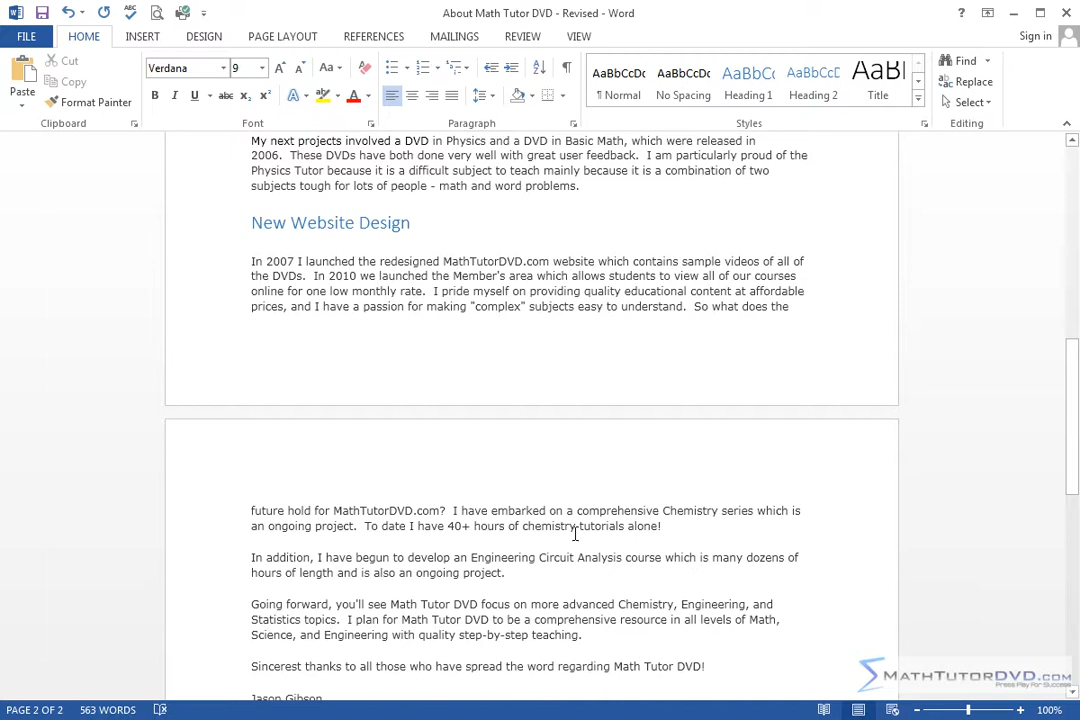 About Math Tutor DVD - Revised - Word
Sign in
FILE HOME INSERT DESIGN PAGE LAYOUT REFERENCES MAILINGS REVIEW VIEW
Paste
Cut
Copy
Format Painter
Verdana 9
AaBbCcDc AaBbCcDc AaBbCc AaBbCcD AaBl
¶ Normal No Spacing Heading 1 Heading 2 Title
Find
Replace
Select
Clipboard Font Paragraph Styles Editing
My next projects involved a DVD in Physics and a DVD in Basic Math, which were released in
2006. These DVDs have both done very well with great user feedback. I am particularly proud of the
Physics Tutor because it is a difficult subject to teach mainly because it is a combination of two
subjects tough for lots of people - math and word problems.
New Website Design
In 2007 I launched the redesigned MathTutorDVD.com website which contains sample videos of all of
the DVDs. In 2010 we launched the Member's area which allows students to view all of our courses
online for one low monthly rate. I pride myself on providing quality educational content at affordable
prices, and I have a passion for making "complex" subjects easy to understand. So what does the
future hold for MathTutorDVD.com? I have embarked on a comprehensive Chemistry series which is
an ongoing project. To date I have 40+ hours of chemistry tutorials alone!
In addition, I have begun to develop an Engineering Circuit Analysis course which is many dozens of
hours of length and is also an ongoing project.
Going forward, you'll see Math Tutor DVD focus on more advanced Chemistry, Engineering, and
Statistics topics. I plan for Math Tutor DVD to be a comprehensive resource in all levels of Math,
Science, and Engineering with quality step-by-step teaching.
Sincerest thanks to all those who have spread the word regarding Math Tutor DVD!
Jason Gibson
MATHTUTORDVD.COM
Press Play For Success
PAGE 2 OF 2 563 WORDS 100%